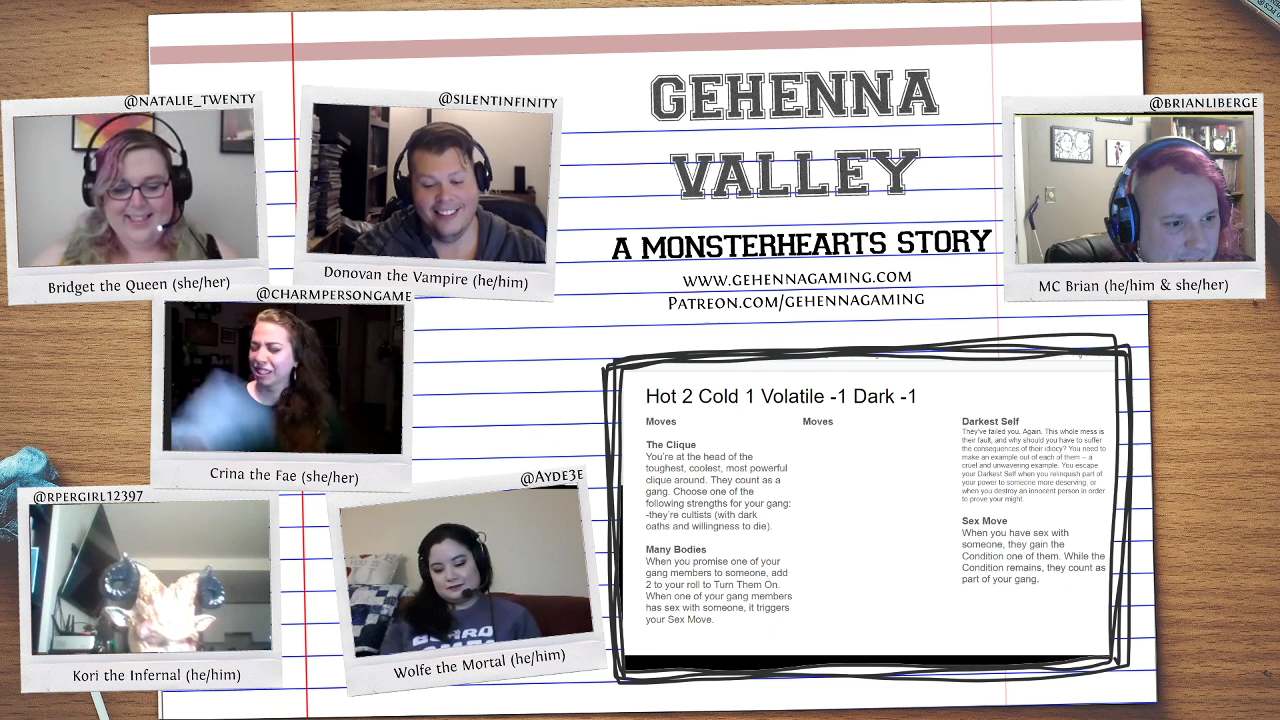 @NATALIE_TWENTY
Bridget the Queen (she/her)
@SILENTINFINITY
Donovan the Vampire (he/him)
@CHARMPERSONGAME
Crina the Fae (she/her)
@RPERGIRL12397
Kori the Infernal (he/him)
@AYDE3E
Wolfe the Mortal (he/him)
GEHENNA
VALLEY
A MONSTERHEARTS STORY
WWW.GEHENNAGAMING.COM
PATREON.COM/GEHENNAGAMING
@BRIANLIBERGE
MC Brian (he/him & she/her)
Hot 2 Cold 1 Volatile -1 Dark -1
Moves
The Clique
You're at the head of the
toughest, coolest, most powerful
clique around. They count as a
gang. Choose one of the
following strengths for your gang:
-they're cultists (with dark
oaths and willingness to die).
Many Bodies
When you promise one of your
gang members to someone, add
2 to your roll to Turn Them On.
When one of your gang members
has sex with someone, it triggers
your Sex Move.
Moves
Darkest Self
They've failed you. Again. This whole mess is
their fault, and why should you have to suffer
the consequences of their idiocy? You need to
make an example out of each of them -- a
cruel and unwavering example. You escape
your Darkest Self when you relinquish part of
your power to someone more deserving, or
when you destroy an innocent person in order
to prove your might.
Sex Move
When you have sex with
someone, they gain the
Condition one of them. While the
Condition remains, they count as
part of your gang.